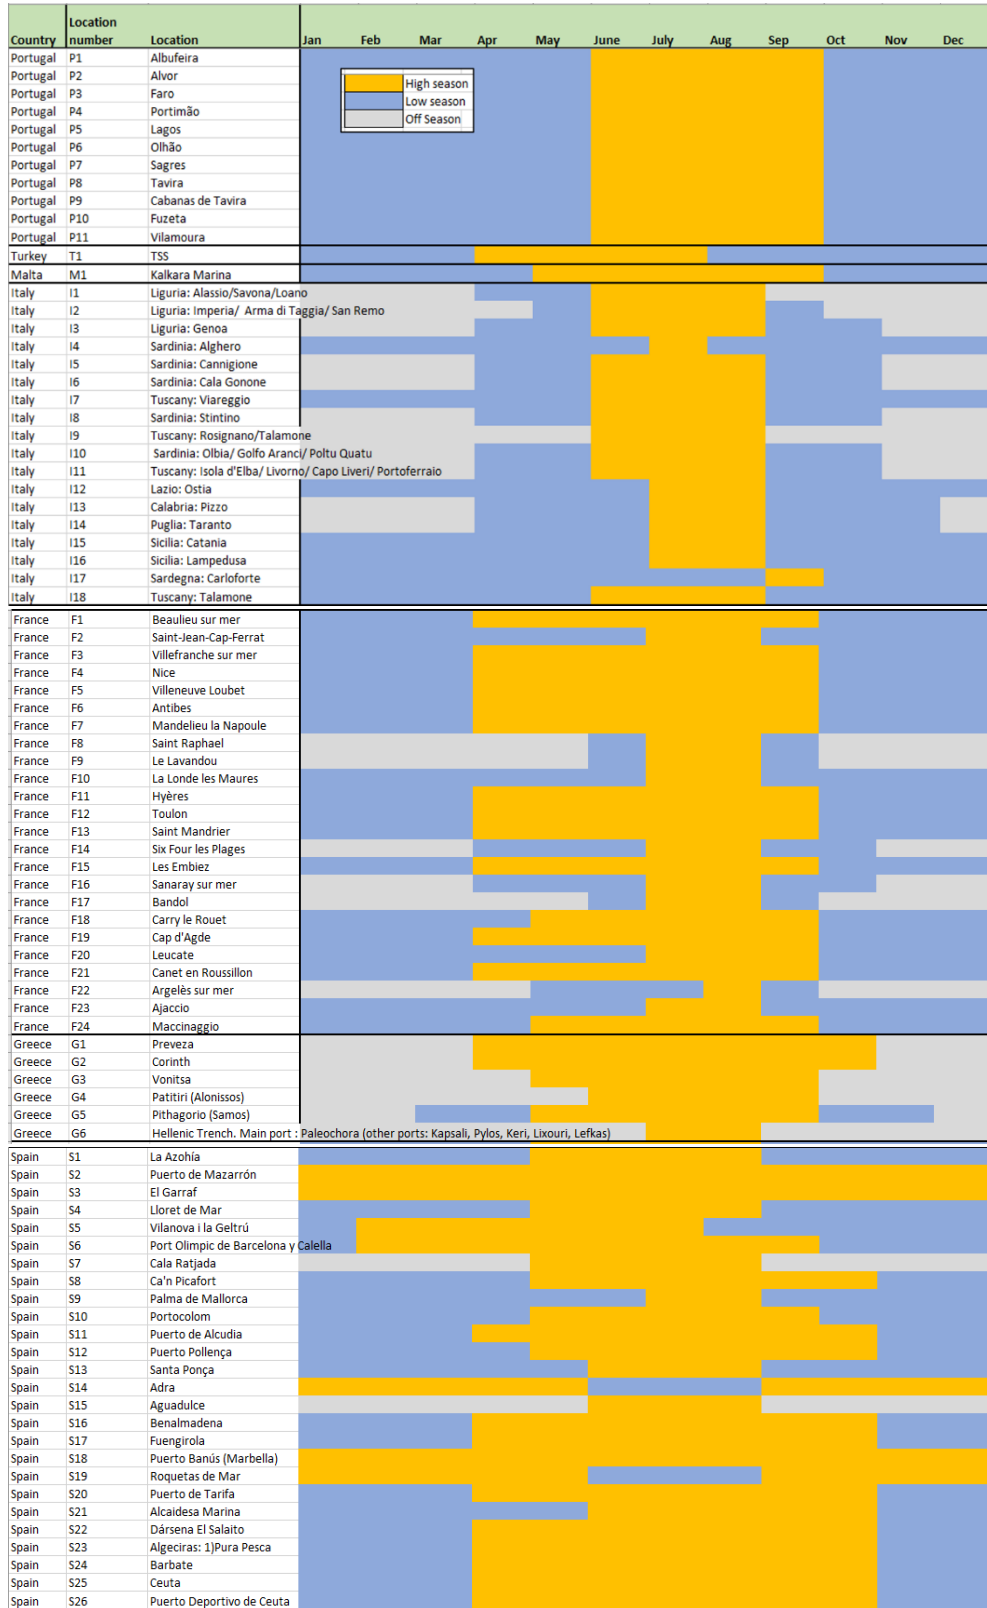 Country Location number Location Jan Feb Mar Apr May June July Aug Sep Oct Nov Dec
Portugal P1 Albufeira
Portugal P2 Alvor
High season
Portugal P3 Faro
Low season
Portugal P4 Portimão
Off Season
Portugal P5 Lagos
Portugal P6 Olhão
Portugal P7 Sagres
Portugal P8 Tavira
Portugal P9 Cabanas de Tavira
Portugal P10 Fuzeta
Portugal P11 Vilamoura
Turkey T1 TSS
Malta M1 Kalkara Marina
Italy I1 Liguria: Alassio/Savona/Loano
Italy I2 Liguria: Imperia/ Arma di Taggia/ San Remo
Italy I3 Liguria: Genoa
Italy I4 Sardinia: Alghero
Italy I5 Sardinia: Cannigione
Italy I6 Sardinia: Cala Gonone
Italy I7 Tuscany: Viareggio
Italy I8 Sardinia: Stintino
Italy I9 Tuscany: Rosignano/Talamone
Italy I10 Sardinia: Olbia/ Golfo Aranci/ Poltu Quatu
Italy I11 Tuscany: Isola d'Elba/ Livorno/ Capo Liveri/ Portoferraio
Italy I12 Lazio: Ostia
Italy I13 Calabria: Pizzo
Italy I14 Puglia: Taranto
Italy I15 Sicilia: Catania
Italy I16 Sicilia: Lampedusa
Italy I17 Sardegna: Carloforte
Italy I18 Tuscany: Talamone
France F1 Beaulieu sur mer
France F2 Saint-Jean-Cap-Ferrat
France F3 Villefranche sur mer
France F4 Nice
France F5 Villeneuve Loubet
France F6 Antibes
France F7 Mandelieu la Napoule
France F8 Saint Raphael
France F9 Le Lavandou
France F10 La Londe les Maures
France F11 Hyères
France F12 Toulon
France F13 Saint Mandrier
France F14 Six Four les Plages
France F15 Les Embiez
France F16 Sanaray sur mer
France F17 Bandol
France F18 Carry le Rouet
France F19 Cap d'Agde
France F20 Leucate
France F21 Canet en Roussillon
France F22 Argelès sur mer
France F23 Ajaccio
France F24 Maccinaggio
Greece G1 Preveza
Greece G2 Corinth
Greece G3 Vonitsa
Greece G4 Patitiri (Alonissos)
Greece G5 Pithagorio (Samos)
Greece G6 Hellenic Trench. Main port : Paleochora (other ports: Kapsali, Pylos, Keri, Lixouri, Lefkas)
Spain S1 La Azohía
Spain S2 Puerto de Mazarrón
Spain S3 El Garraf
Spain S4 Lloret de Mar
Spain S5 Vilanova i la Geltrú
Spain S6 Port Olimpic de Barcelona y Calella
Spain S7 Cala Ratjada
Spain S8 Ca'n Picafort
Spain S9 Palma de Mallorca
Spain S10 Portocolom
Spain S11 Puerto de Alcudia
Spain S12 Puerto Pollença
Spain S13 Santa Ponça
Spain S14 Adra
Spain S15 Aguadulce
Spain S16 Benalmadena
Spain S17 Fuengirola
Spain S18 Puerto Banús (Marbella)
Spain S19 Roquetas de Mar
Spain S20 Puerto de Tarifa
Spain S21 Alcaidesa Marina
Spain S22 Dársena El Salaito
Spain S23 Algeciras: 1)Pura Pesca
Spain S24 Barbate
Spain S25 Ceuta
Spain S26 Puerto Deportivo de Ceuta